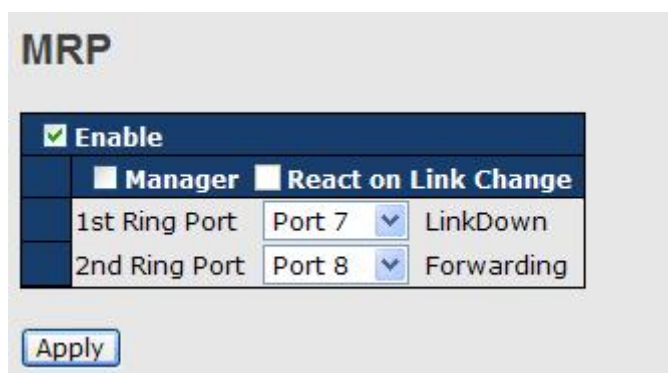 MRP
Enable
Manager React on Link Change
1st Ring Port Port 7 LinkDown
2nd Ring Port Port 8 Forwarding
Apply